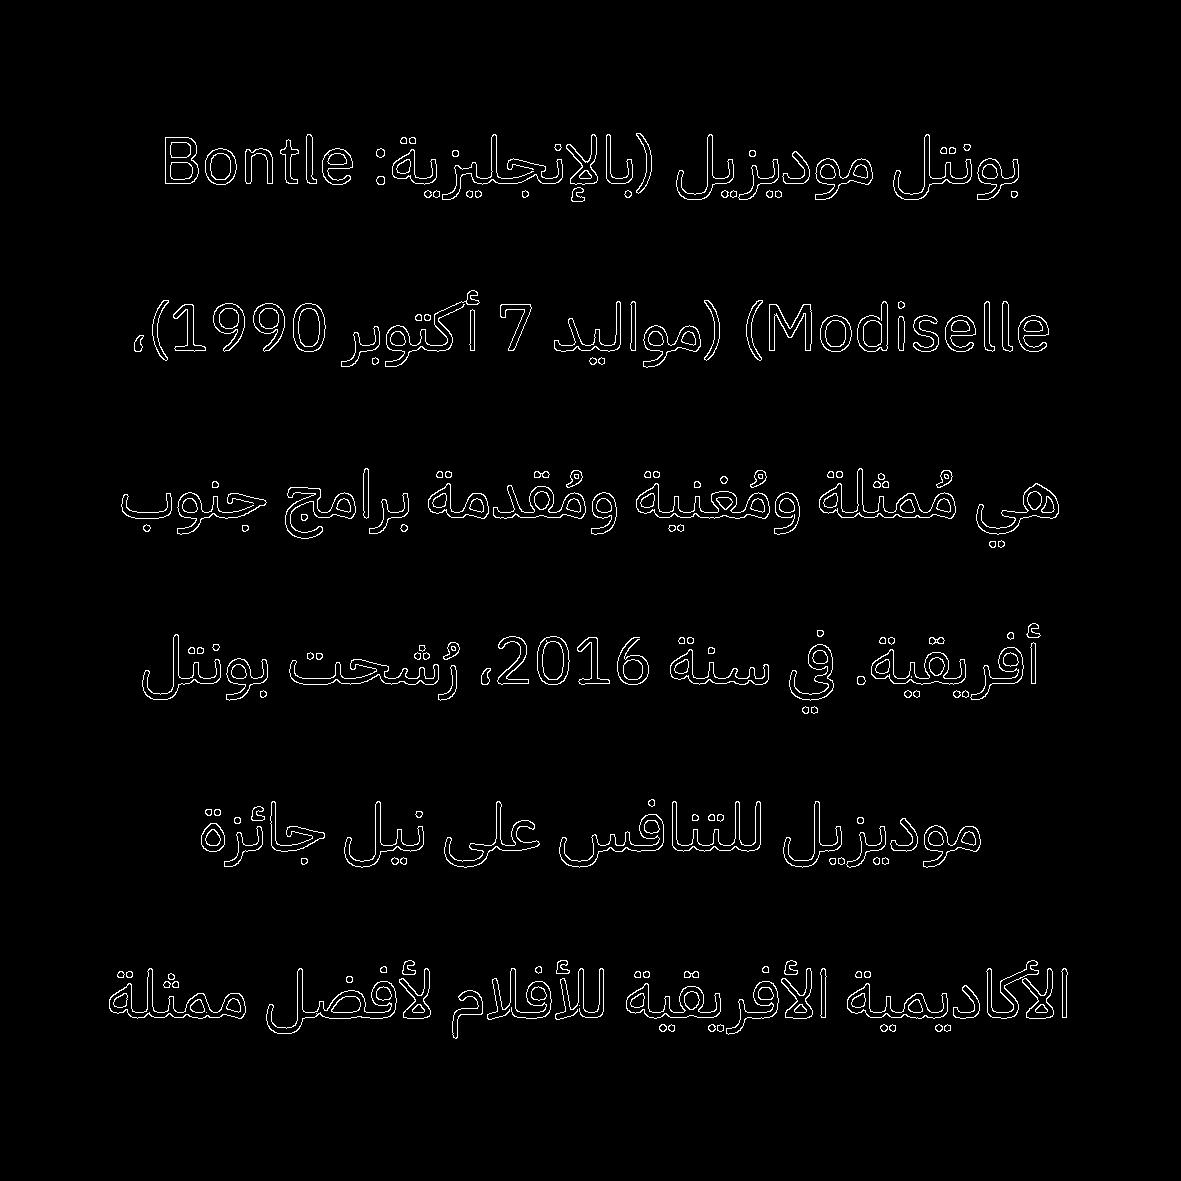 بونتل موديزيل (بالإنجليزية: Bontle
Modiselle) (مواليد 7 أكتوبر 1990)،
هي مُمثلة ومُغنية ومُقدمة برامج جنوب
أفريقية. في سنة 2016، رُشحت بونتل
موديزيل للتنافس على نيل جائزة
الأكاديمية الأفريقية للأفلام لأفضل ممثلة